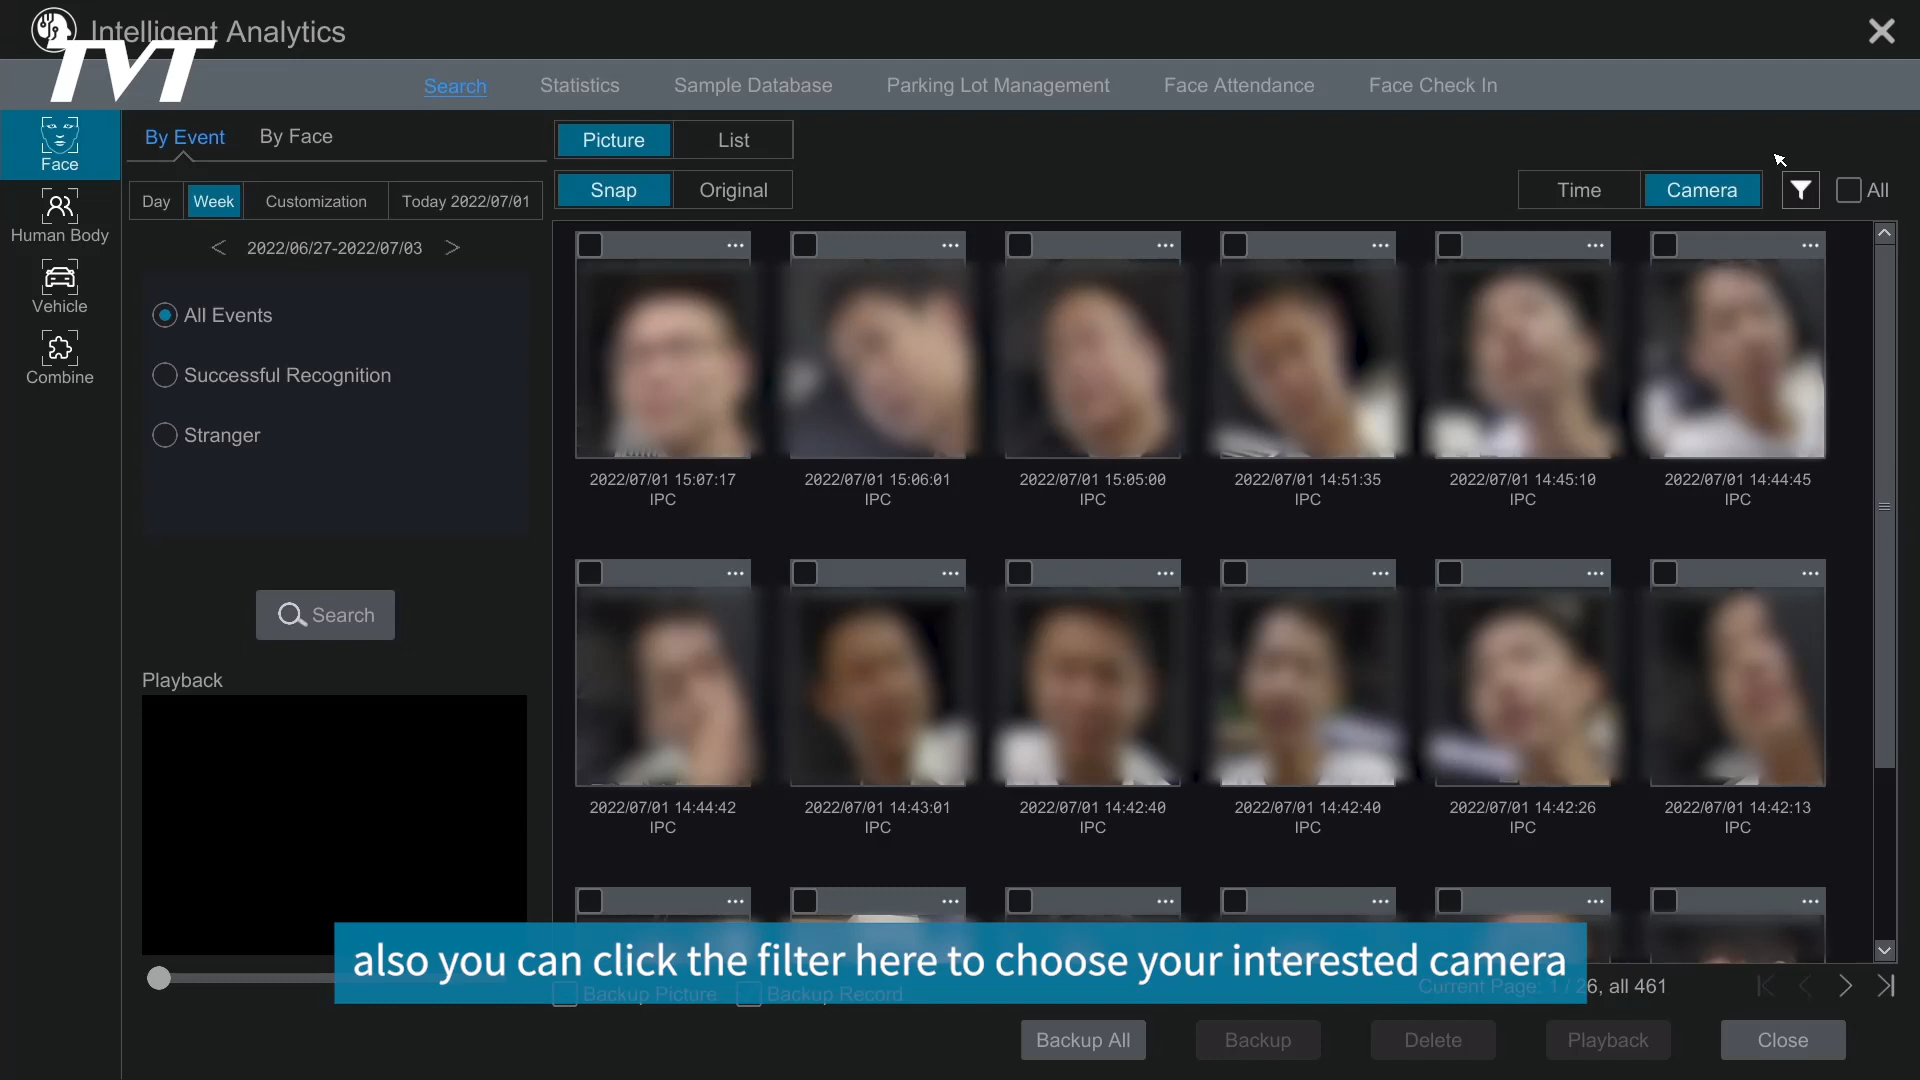 Intelligent Analytics
TVT
Search Statistics Sample Database Parking Lot Management Face Attendance Face Check In
Face
Human Body
Vehicle
Combine
By Event By Face
Day Week Customization Today 2022/07/01
< 2022/06/27-2022/07/03 >
All Events
Successful Recognition
Stranger
Search
Playback
Picture List
Snap Original
Time Camera All
2022/07/01 15:07:17 2022/07/01 15:06:01 2022/07/01 15:05:00 2022/07/01 14:51:35 2022/07/01 14:45:10 2022/07/01 14:44:45
IPC IPC IPC IPC IPC IPC
2022/07/01 14:44:42 2022/07/01 14:43:01 2022/07/01 14:42:40 2022/07/01 14:42:40 2022/07/01 14:42:26 2022/07/01 14:42:13
IPC IPC IPC IPC IPC IPC
also you can click the filter here to choose your interested camera
Backup Picture Backup Record Current Page: 1 / 26, all 461
Backup All Backup Delete Playback Close